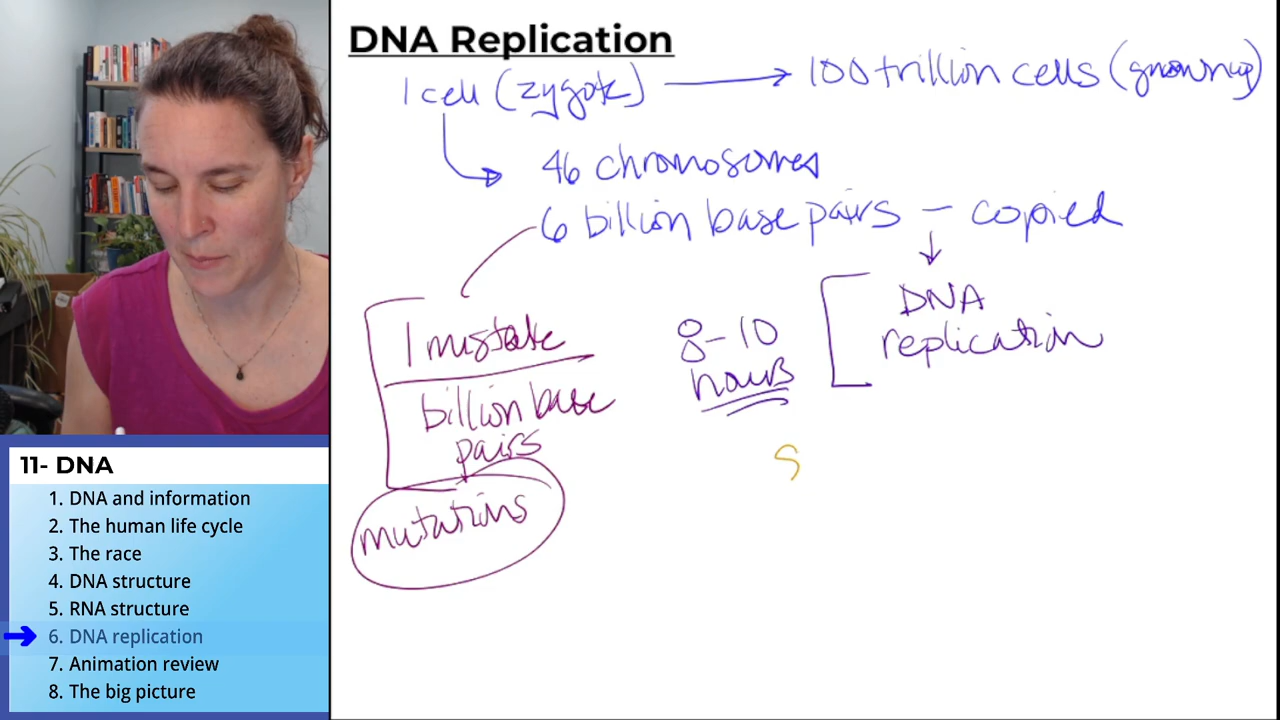 DNA Replication
1 cell (zygote) → 100 trillion cells (grownup)
46 chromosomes
6 billion base pairs – copied
DNA
replication
8-10
hours
1 mistake
billion base
pairs
mutations
S
11- DNA
1. DNA and information
2. The human life cycle
3. The race
4. DNA structure
5. RNA structure
6. DNA replication
7. Animation review
8. The big picture